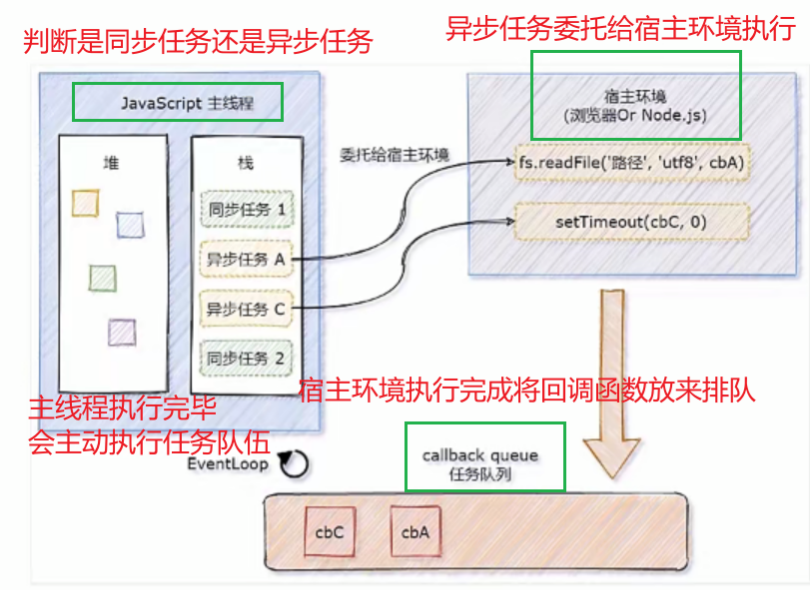 判断是同步任务还是异步任务
异步任务委托给宿主环境执行
JavaScript 主线程
堆
栈
同步任务 1
异步任务 A
异步任务 C
同步任务 2
委托给宿主环境
宿主环境
(浏览器Or Node.js)
fs.readFile('路径', 'utf8', cbA)
setTimeout(cbC, 0)
宿主环境执行完成将回调函数放来排队
主线程执行完毕
会主动执行任务队伍
EventLoop
callback queue
任务队列
cbC
cbA